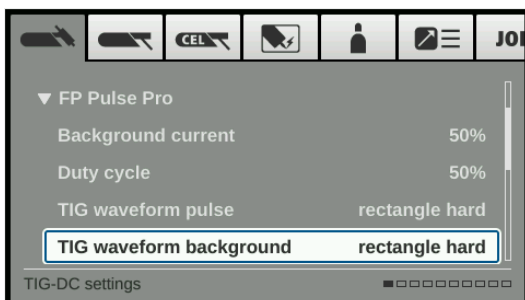 CEL
JOB
▼ FP Pulse Pro
Background current 50%
Duty cycle 50%
TIG waveform pulse rectangle hard
TIG waveform background rectangle hard
TIG-DC settings